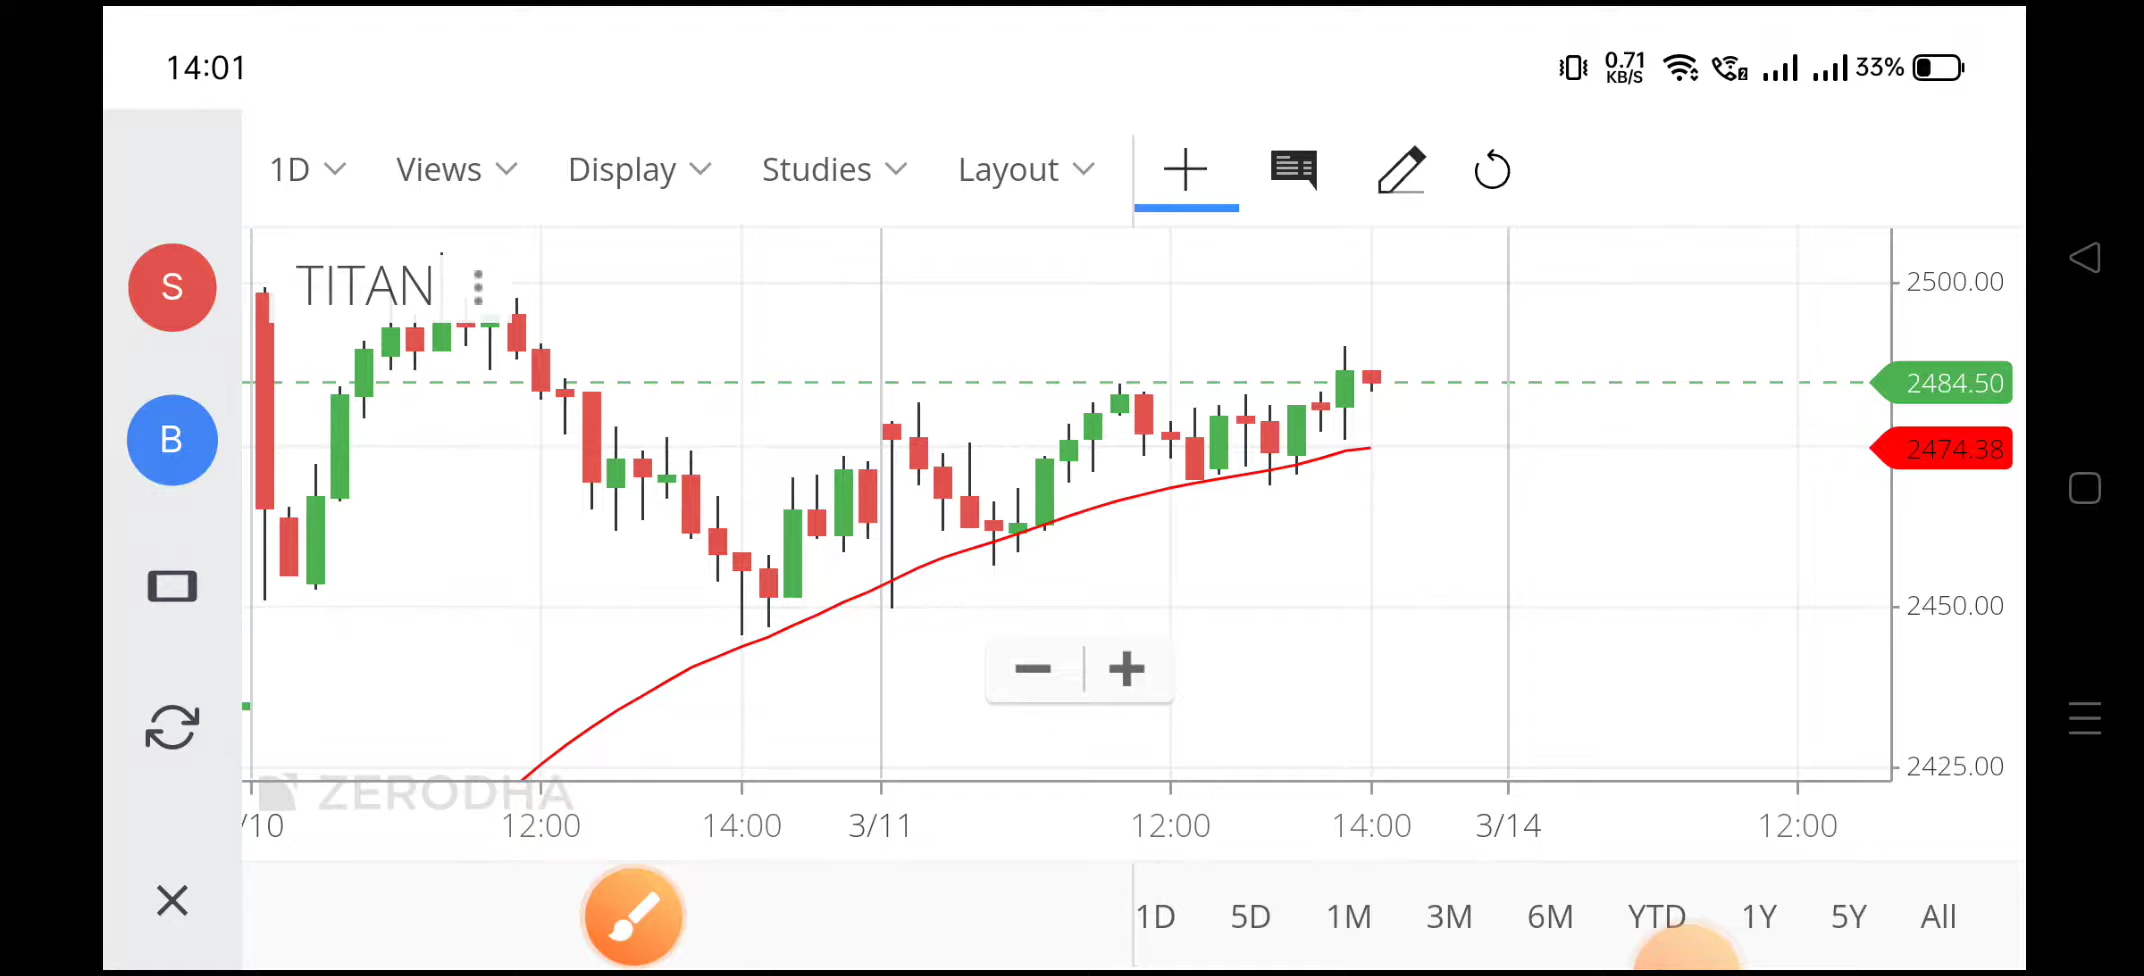 14:01
0.71
KB/S
2
33%
1D Views Display Studies Layout
S
TITAN
B
2500.00
2484.50
2474.38
2450.00
2425.00
ZERODHA
/10 12:00 14:00 3/11 12:00 14:00 3/14 12:00
1D 5D 1M 3M 6M YTD 1Y 5Y All